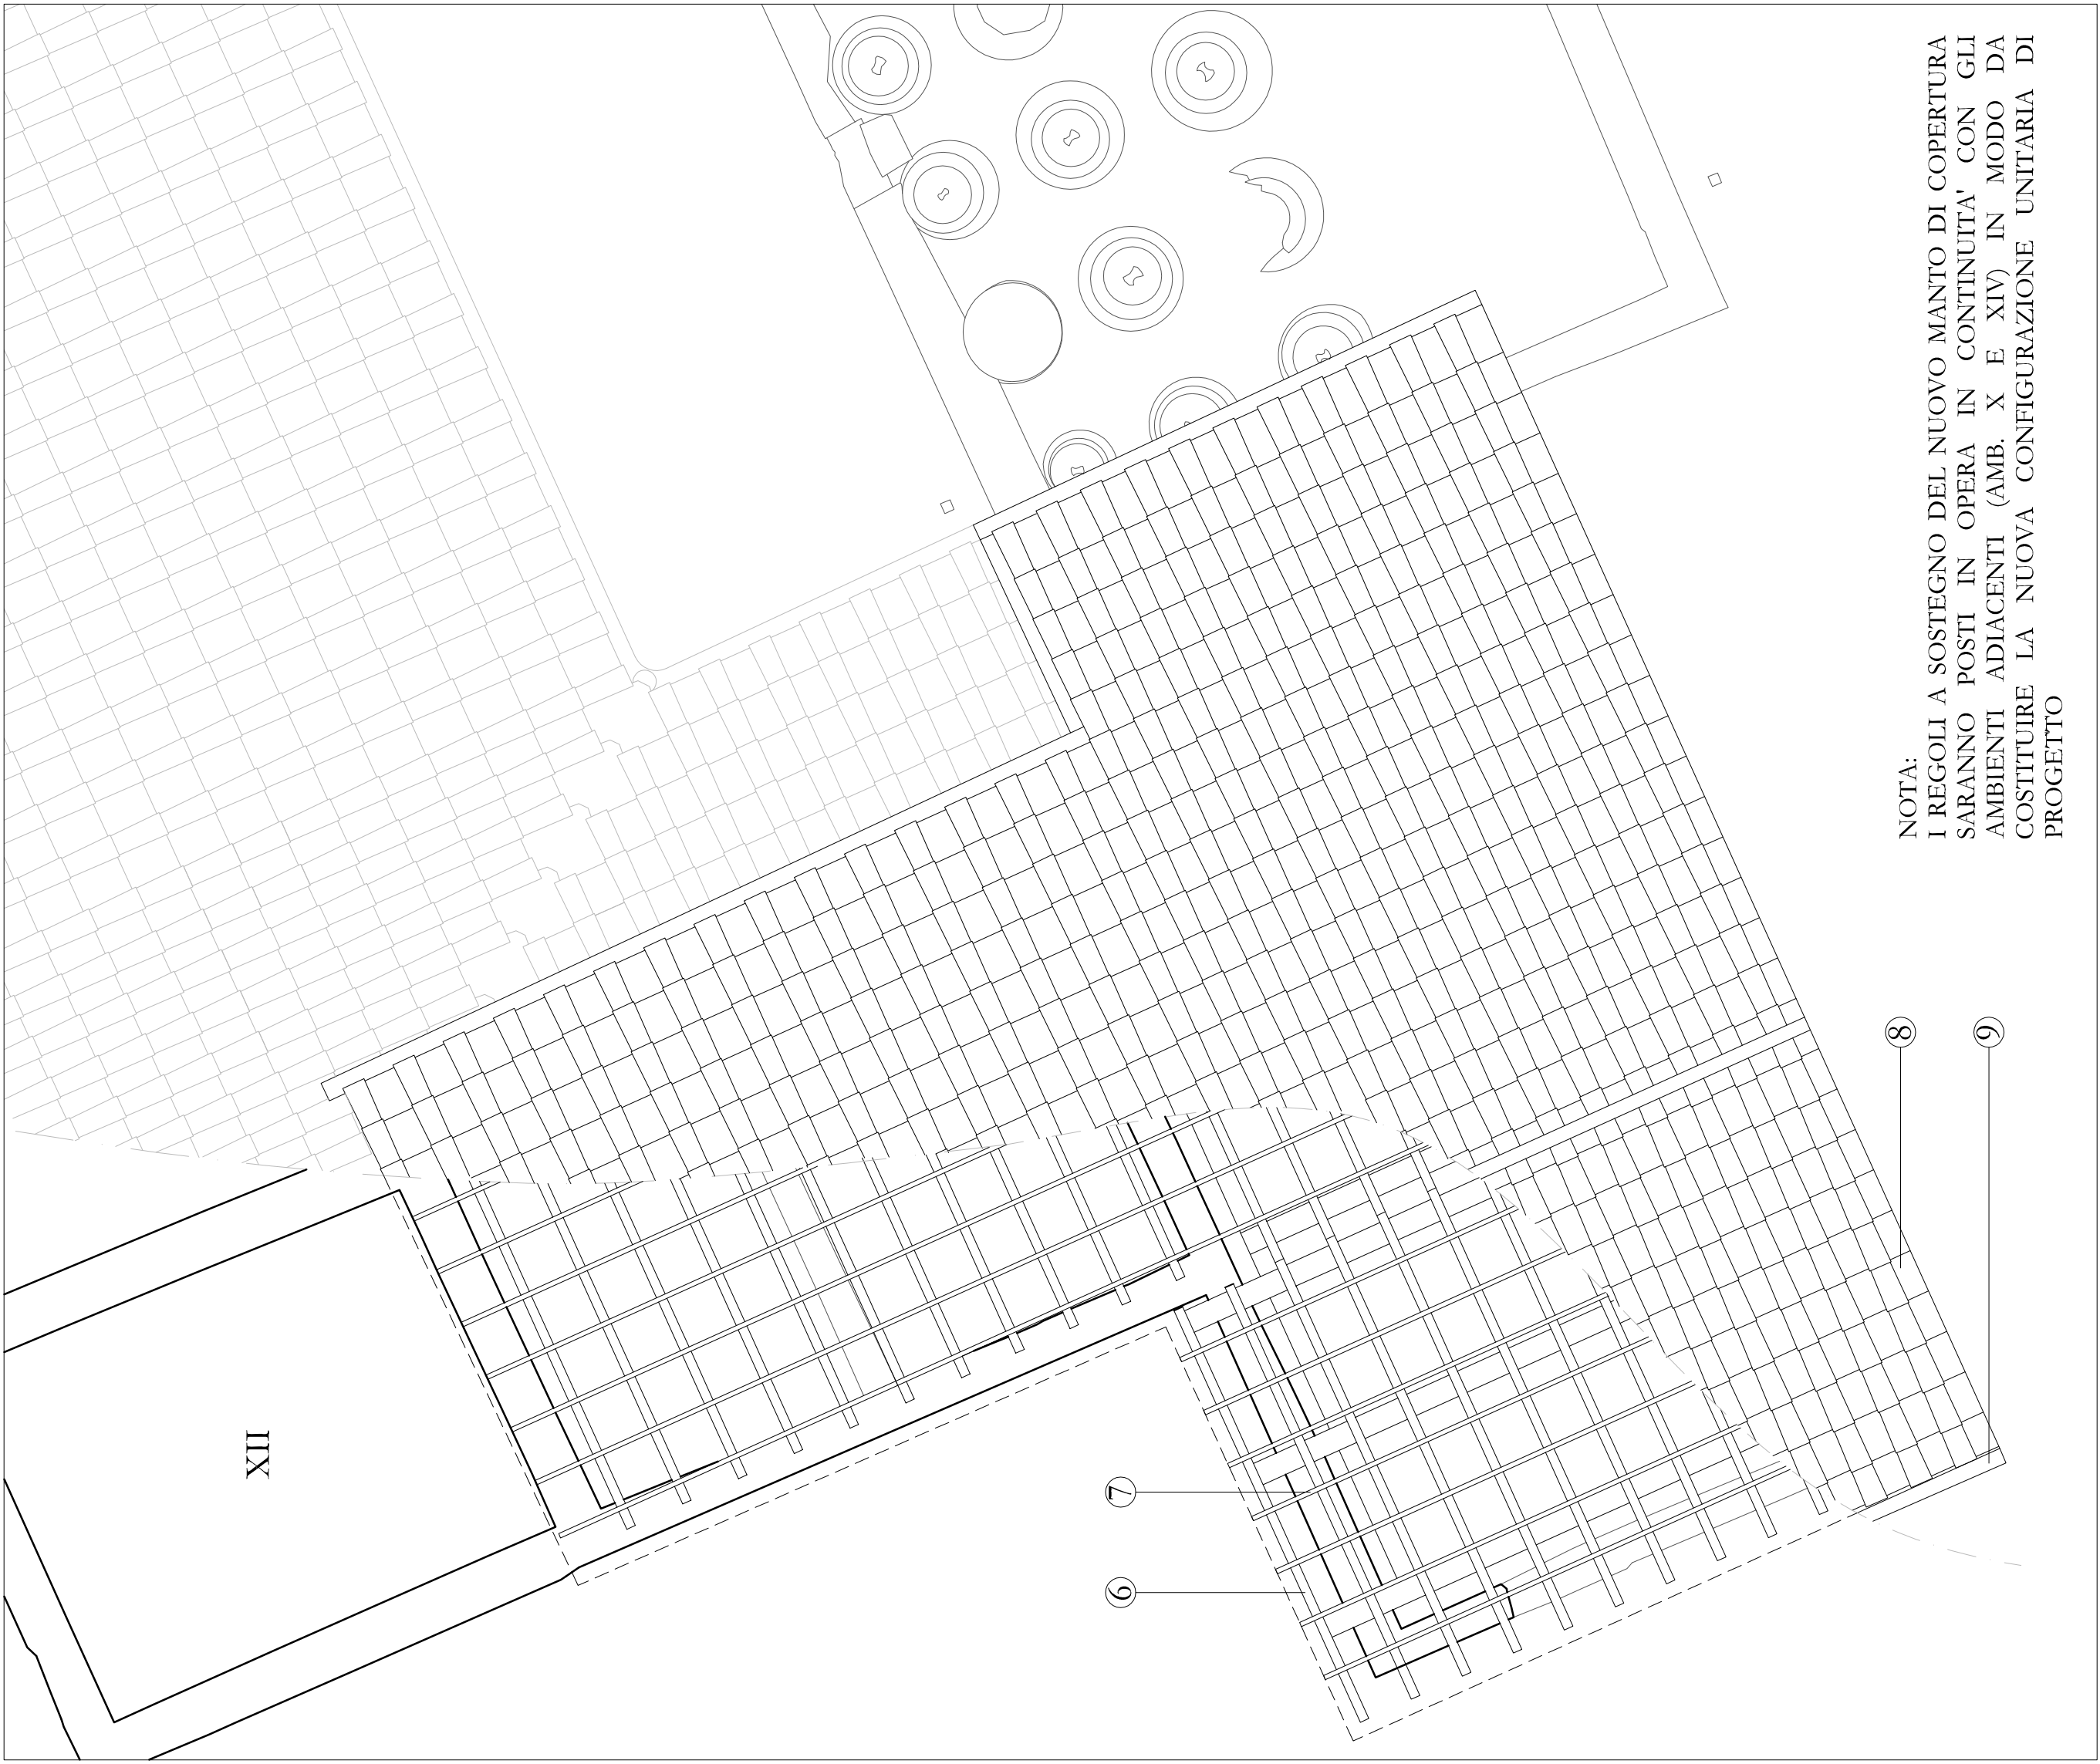 NOTA:
I REGOLI A SOSTEGNO DEL NUOVO MANTO DI COPERTURA
SARANNO POSTI IN OPERA IN CONTINUITA' CON GLI
AMBIENTI ADIACENTI (AMB. X E XIV) IN MODO DA
COSTITUIRE LA NUOVA CONFIGURAZIONE UNITARIA DI
PROGETTO
XII
6
7
8
9